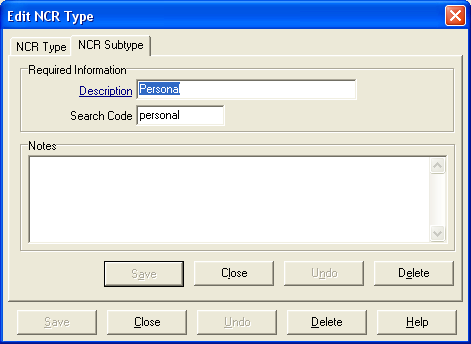 Edit NCR Type
NCR Type NCR Subtype
Required Information
Description Personal
Search Code personal
Notes
Save Close Undo Delete
Save Close Undo Delete Help